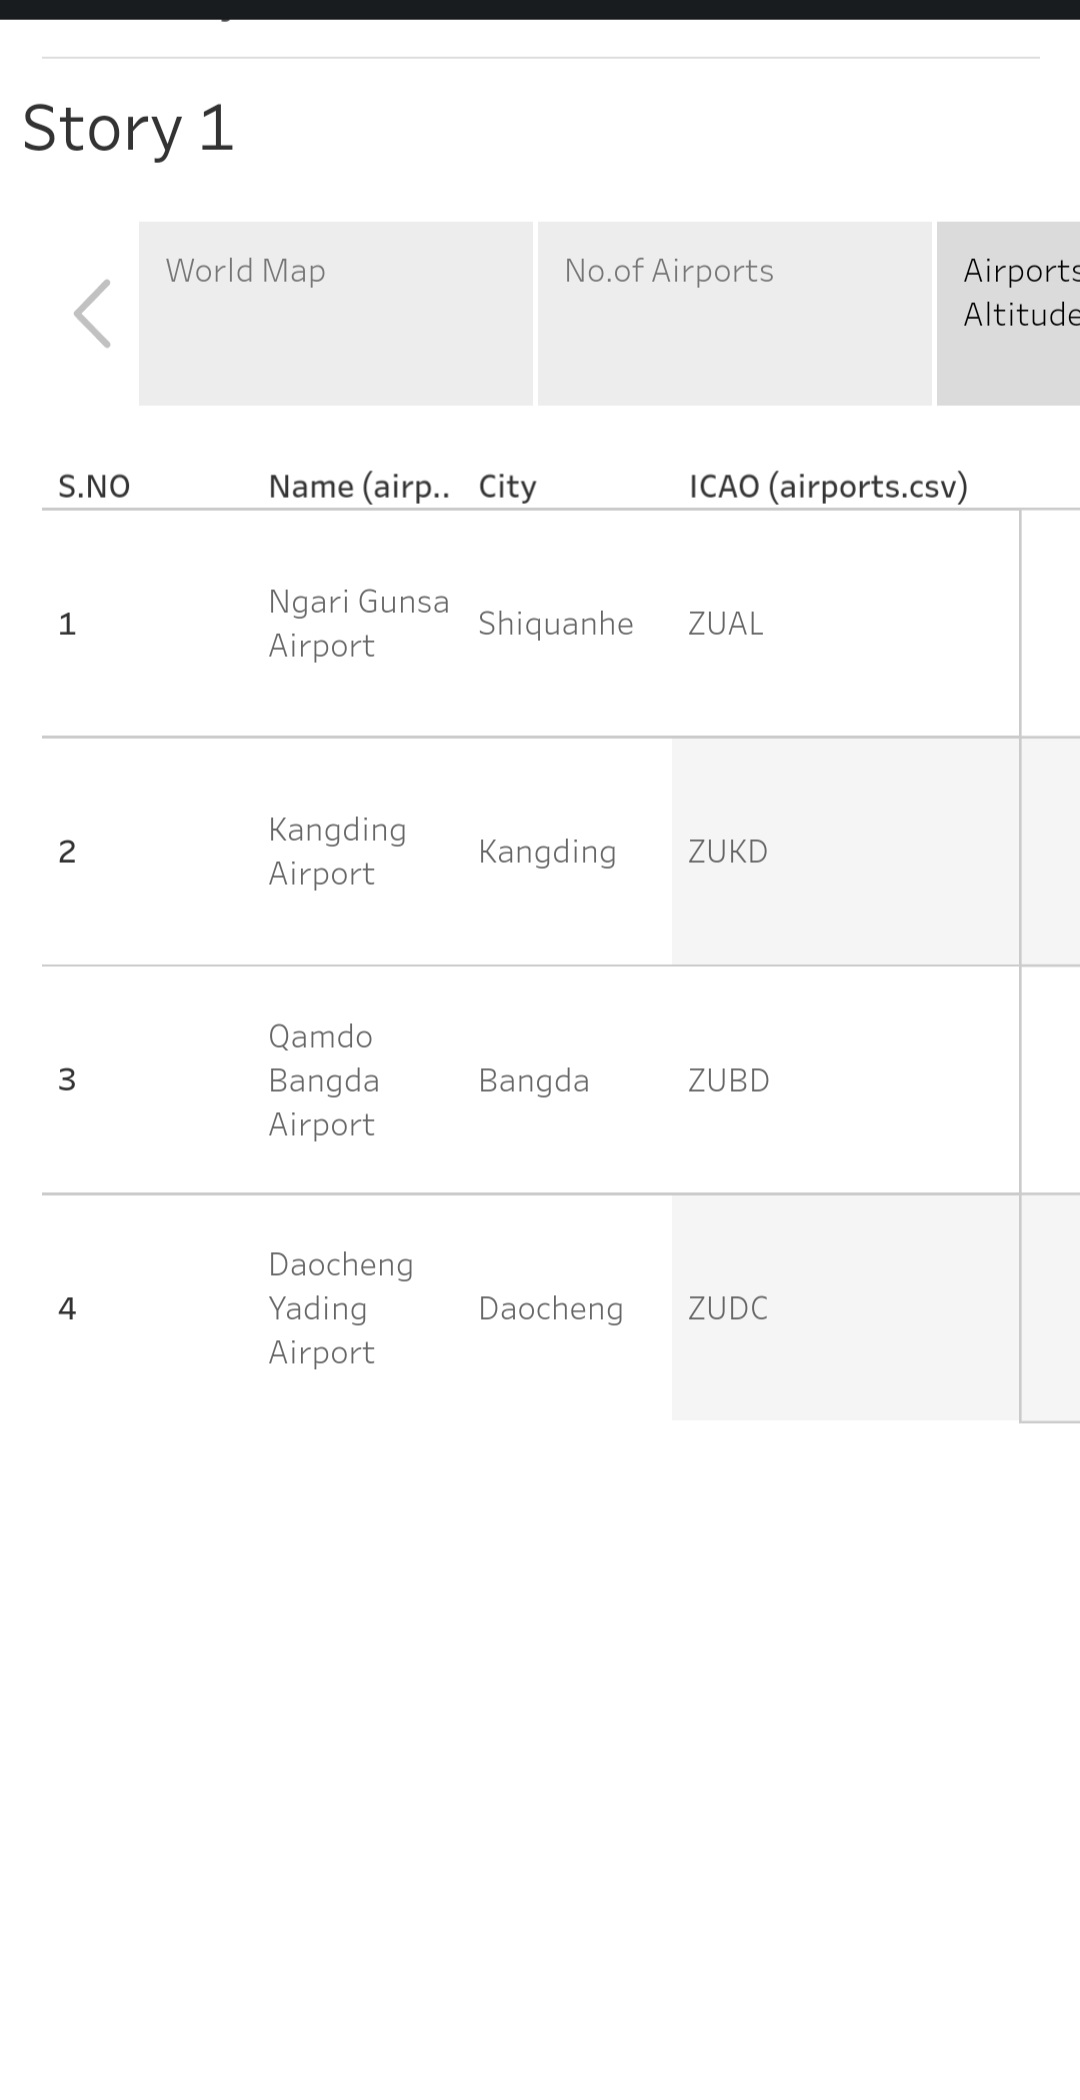 Story 1
World Map
No.of Airports
Airports
Altitude
S.NO Name (airp.. City ICAO (airports.csv)
1 Ngari Gunsa Airport Shiquanhe ZUAL
2 Kangding Airport Kangding ZUKD
3 Qamdo Bangda Airport Bangda ZUBD
4 Daocheng Yading Airport Daocheng ZUDC